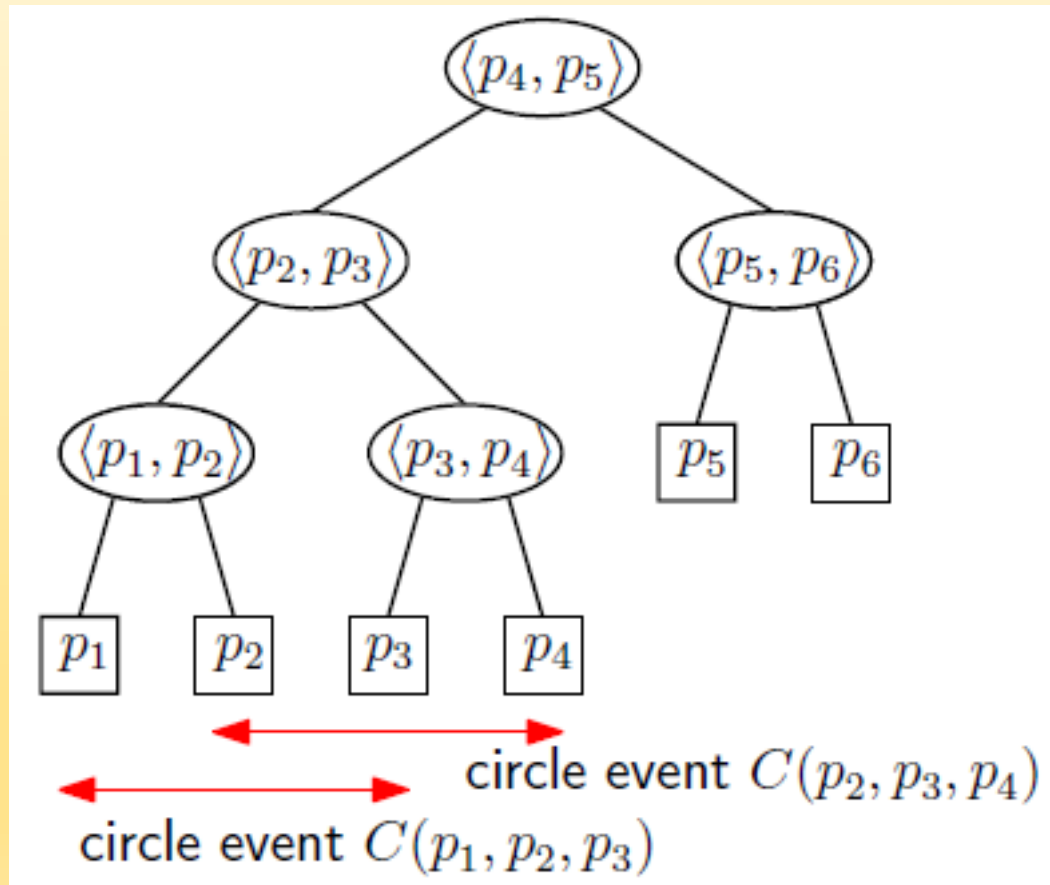 ⟨p₄, p₅⟩
⟨p₂, p₃⟩ ⟨p₅, p₆⟩
⟨p₁, p₂⟩ ⟨p₃, p₄⟩ p₅ p₆
p₁ p₂ p₃ p₄
circle event C(p₂, p₃, p₄)
circle event C(p₁, p₂, p₃)